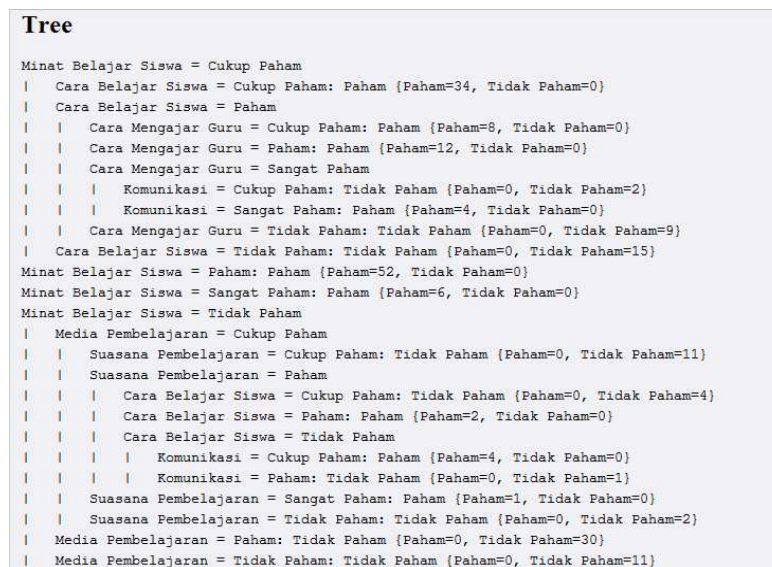 Tree
Minat Belajar Siswa = Cukup Paham
|   Cara Belajar Siswa = Cukup Paham: Paham {Paham=34, Tidak Paham=0}
|   Cara Belajar Siswa = Paham
|   |   Cara Mengajar Guru = Cukup Paham: Paham {Paham=8, Tidak Paham=0}
|   |   Cara Mengajar Guru = Paham: Paham {Paham=12, Tidak Paham=0}
|   |   Cara Mengajar Guru = Sangat Paham
|   |   |   Komunikasi = Cukup Paham: Tidak Paham {Paham=0, Tidak Paham=2}
|   |   |   Komunikasi = Sangat Paham: Paham {Paham=4, Tidak Paham=0}
|   |   Cara Mengajar Guru = Tidak Paham: Tidak Paham {Paham=0, Tidak Paham=9}
|   Cara Belajar Siswa = Tidak Paham: Tidak Paham {Paham=0, Tidak Paham=15}
Minat Belajar Siswa = Paham: Paham {Paham=52, Tidak Paham=0}
Minat Belajar Siswa = Sangat Paham: Paham {Paham=6, Tidak Paham=0}
Minat Belajar Siswa = Tidak Paham
|   Media Pembelajaran = Cukup Paham
|   |   Suasana Pembelajaran = Cukup Paham: Tidak Paham {Paham=0, Tidak Paham=11}
|   |   Suasana Pembelajaran = Paham
|   |   |   Cara Belajar Siswa = Cukup Paham: Tidak Paham {Paham=0, Tidak Paham=4}
|   |   |   Cara Belajar Siswa = Paham: Paham {Paham=2, Tidak Paham=0}
|   |   |   Cara Belajar Siswa = Tidak Paham
|   |   |   |   Komunikasi = Cukup Paham: Paham {Paham=4, Tidak Paham=0}
|   |   |   |   Komunikasi = Paham: Tidak Paham {Paham=0, Tidak Paham=1}
|   |   Suasana Pembelajaran = Sangat Paham: Paham {Paham=1, Tidak Paham=0}
|   |   Suasana Pembelajaran = Tidak Paham: Tidak Paham {Paham=0, Tidak Paham=2}
|   Media Pembelajaran = Paham: Tidak Paham {Paham=0, Tidak Paham=30}
|   Media Pembelajaran = Tidak Paham: Tidak Paham {Paham=0, Tidak Paham=11}